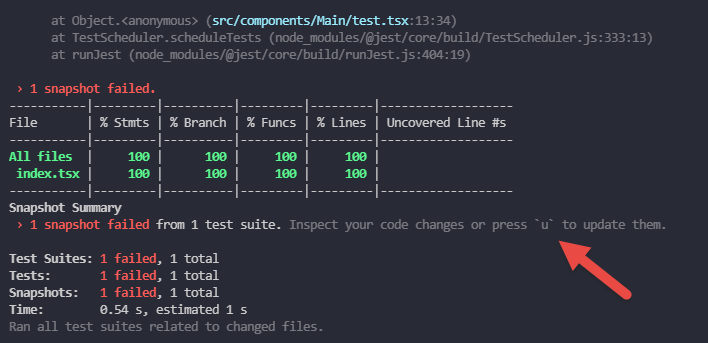 at Object.<anonymous> (src/components/Main/test.tsx:13:34)
at TestScheduler.scheduleTests (node_modules/@jest/core/build/TestScheduler.js:333:13)
at runJest (node_modules/@jest/core/build/runJest.js:404:19)
› 1 snapshot failed.
-----------|---------|----------|---------|---------|-------------------
File | % Stmts | % Branch | % Funcs | % Lines | Uncovered Line #s
-----------|---------|----------|---------|---------|-------------------
All files | 100 | 100 | 100 | 100 |
index.tsx | 100 | 100 | 100 | 100 |
-----------|---------|----------|---------|---------|-------------------
Snapshot Summary
› 1 snapshot failed from 1 test suite. Inspect your code changes or press `u` to update them.
Test Suites: 1 failed, 1 total
Tests: 1 failed, 1 total
Snapshots: 1 failed, 1 total
Time: 0.54 s, estimated 1 s
Ran all test suites related to changed files.